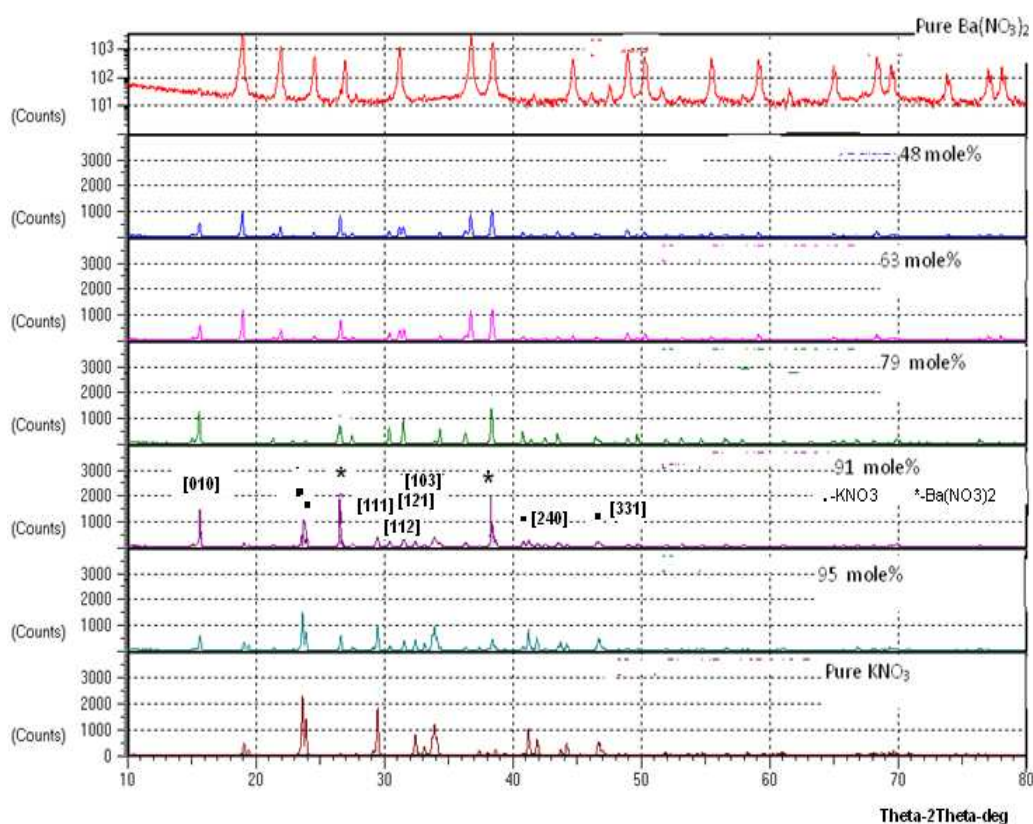 Pure Ba(NO3)2
10³
10²
10¹
(Counts)
48 mole%
3000
2000
1000
(Counts)
63 mole%
3000
2000
1000
(Counts)
79 mole%
3000
2000
1000
(Counts)
91 mole%
3000
2000
1000
(Counts)
[010]
*
[111]
[112]
[103]
[121]
*
[240]
[331]
.-KNO3 *-Ba(NO3)2
95 mole%
3000
2000
1000
(Counts)
Pure KNO3
3000
2000
1000
0
(Counts)
10 20 30 40 50 60 70 80
Theta-2Theta-deg